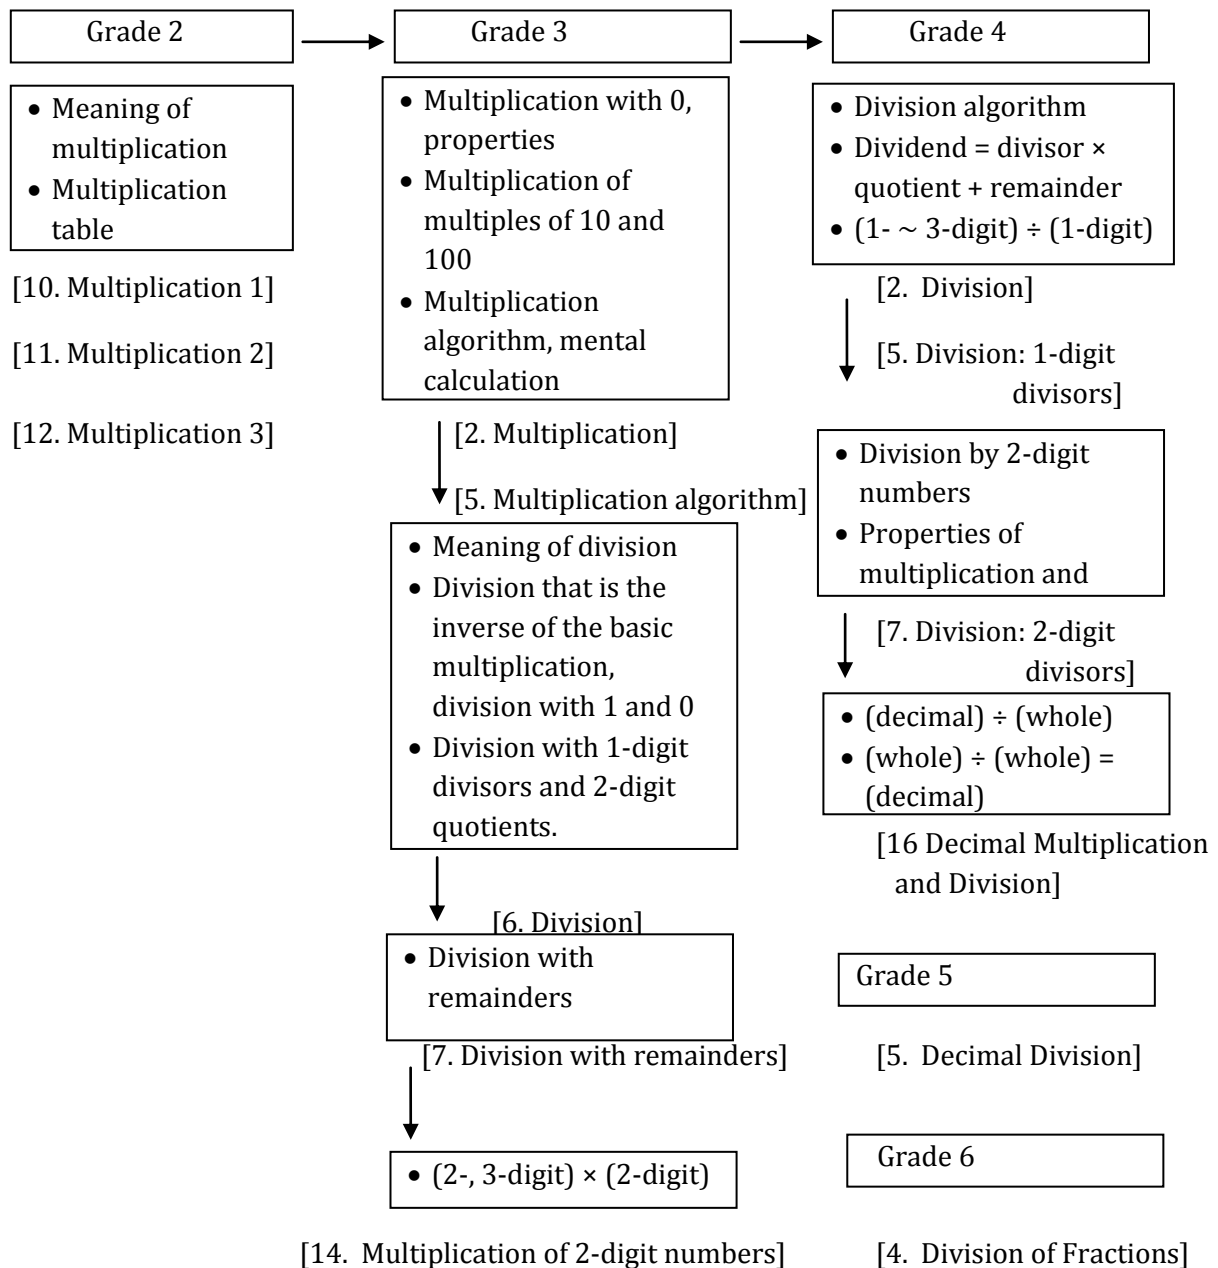 Grade 2
• Meaning of
multiplication
• Multiplication
table
[10. Multiplication 1]
[11. Multiplication 2]
[12. Multiplication 3]
Grade 3
• Multiplication with 0,
properties
• Multiplication of
multiples of 10 and
100
• Multiplication
algorithm, mental
calculation
[2. Multiplication]
[5. Multiplication algorithm]
• Meaning of division
• Division that is the
inverse of the basic
multiplication,
division with 1 and 0
• Division with 1-digit
divisors and 2-digit
quotients.
[6. Division]
• Division with
remainders
[7. Division with remainders]
• (2-, 3-digit) × (2-digit)
[14. Multiplication of 2-digit numbers]
Grade 4
• Division algorithm
• Dividend = divisor ×
quotient + remainder
• (1- ~ 3-digit) ÷ (1-digit)
[2. Division]
[5. Division: 1-digit
divisors]
• Division by 2-digit
numbers
• Properties of
multiplication and
[7. Division: 2-digit
divisors]
• (decimal) ÷ (whole)
• (whole) ÷ (whole) =
(decimal)
[16 Decimal Multiplication
and Division]
Grade 5
[5. Decimal Division]
Grade 6
[4. Division of Fractions]